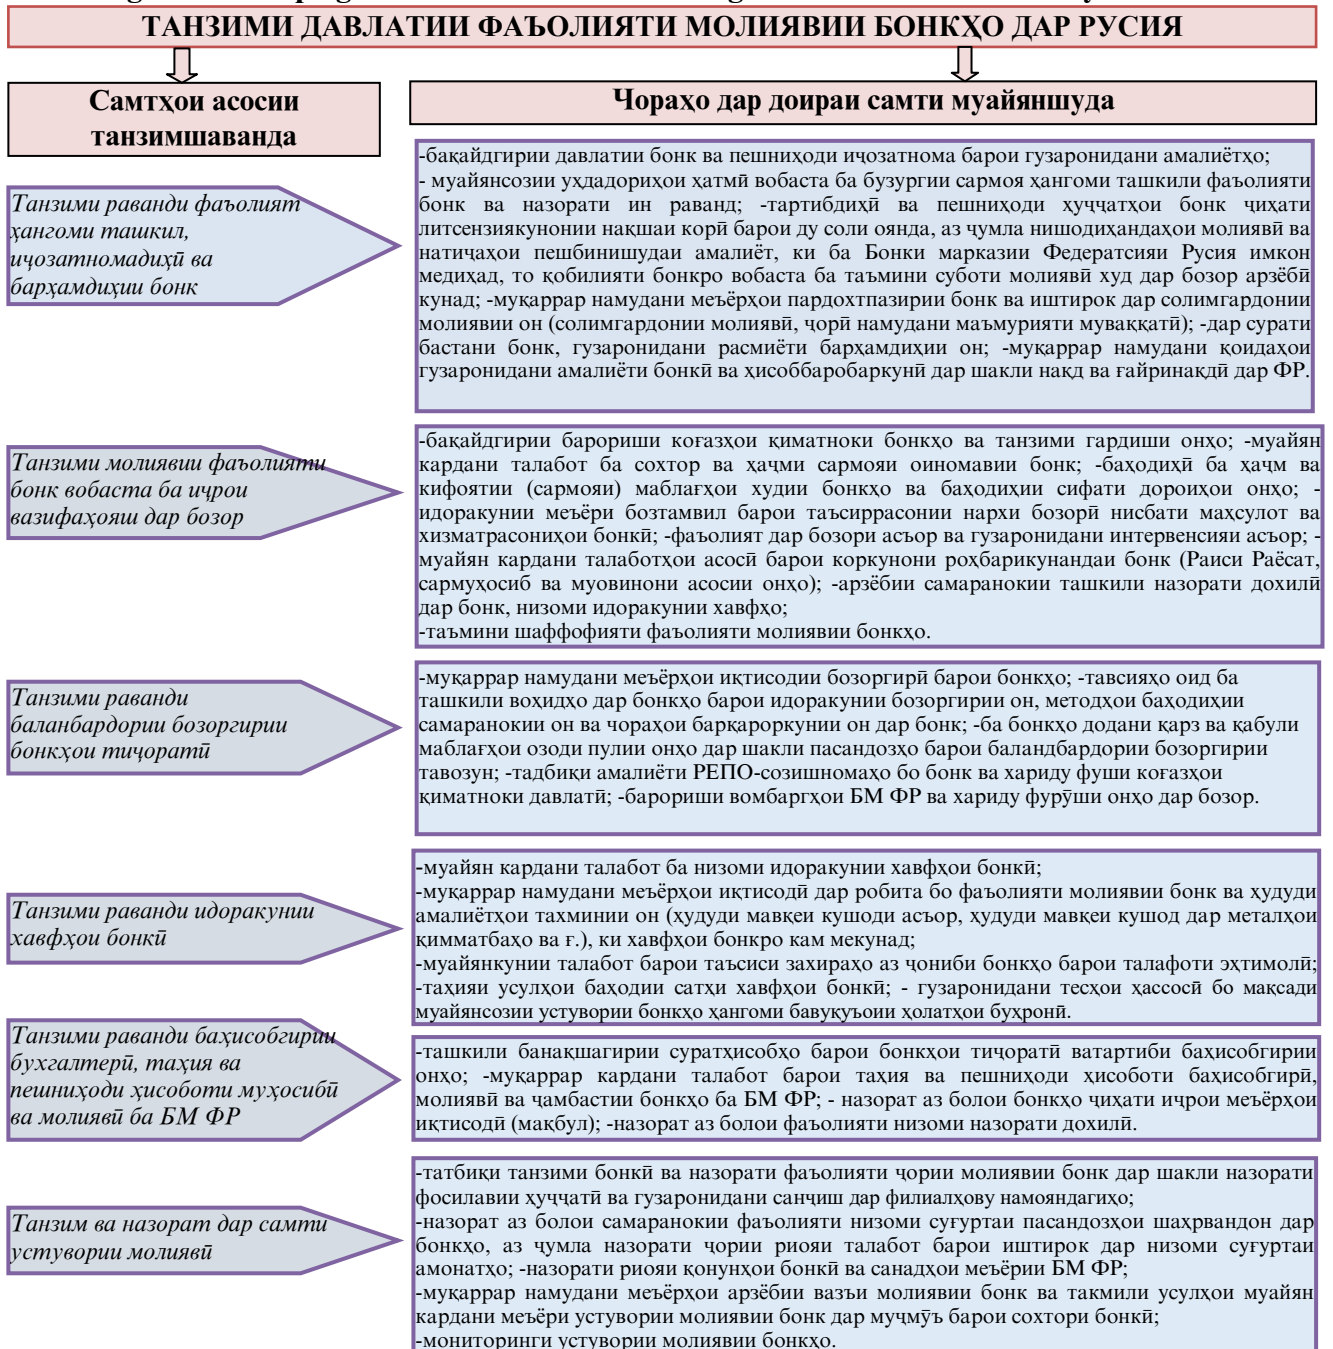 ТАНЗИМИ ДАВЛАТИИ ФАЪОЛИЯТИ МОЛИЯВИИ БОНКҲО ДАР РУСИЯ
Самтҳои асосии
танзимшаванда
Чораҳо дар доираи самти муайяншуда
Танзими раванди фаъолият
ҳангоми ташкил,
иҷозатномадиҳӣ ва
барҳамдиҳии бонк
-бақайдгирии давлатии бонк ва пешниҳоди иҷозатнома барои гузаронидани амалиётҳо;
- муайянсозии уҳдадориҳои ҳатмӣ вобаста ба бузургии сармоя ҳангоми ташкили фаъолияти
бонк ва назорати ин раванд; -тартибдиҳӣ ва пешниҳоди ҳуҷҷатҳои бонк ҷиҳати
литсензиякунонии нақшаи корӣ барои ду соли оянда, аз ҷумла нишодиҳандаҳои молиявӣ ва
натиҷаҳои пешбинишудаи амалиёт, ки ба Бонки марказии Федератсияи Русия имкон
медиҳад, то қобилияти бонкро вобаста ба таъмини суботи молиявӣ худ дар бозор арзёбӣ
кунад; -муқаррар намудани меъёрҳои пардохтпазирии бонк ва иштирок дар солимгардонии
молиявии он (солимгардонии молиявӣ, ҷорӣ намудани маъмурияти муваққатӣ); -дар сурати
бастани бонк, гузаронидани расмиёти барҳамдиҳии он; -муқаррар намудани қоидаҳои
гузаронидани амалиёти бонкӣ ва ҳисоббаробаркунӣ дар шакли нақд ва ғайринақдӣ дар ФР.
Танзими молиявии фаъолияти
бонк вобаста ба иҷрои
вазифаҳояш дар бозор
-бақайдгирии барориши коғазҳои қиматноки бонкҳо ва танзими гардиши онҳо; -муайян
кардани талабот ба сохтор ва ҳаҷми сармояи оиномавии бонк; -баҳодиҳӣ ба ҳаҷм ва
кифоятии (сармояи) маблағҳои худии бонкҳо ва баҳодиҳии сифати дороиҳои онҳо; -
идоракунии меъёри бозтамвил барои таъсиррасонии нархи бозорӣ нисбати маҳсулот ва
хизматрасониҳои бонкӣ; -фаъолият дар бозори асъор ва гузаронидани интервенсияи асъор; -
муайян кардани талаботҳои асосӣ барои коркунони роҳбарикунандаи бонк (Раиси Раёсат,
сармуҳосиб ва муовинони асосии онҳо); -арзёбии самаранокии ташкили назорати дохилӣ
дар бонк, низоми идоракунии хавфҳо;
-таъмини шаффофияти фаъолияти молиявии бонкҳо.
Танзими раванди
баланбардории бозоргирии
бонкҳои тиҷоратӣ
-муқаррар намудани меъёрҳои иқтисодии бозоргирӣ барои бонкҳо; -тавсияҳо оид ба
ташкили воҳидҳо дар бонкҳо барои идоракунии бозоргирии он, методҳои баҳодиҳии
самаранокии он ва чораҳои барқароркунии он дар бонк; -ба бонкҳо додани қарз ва қабули
маблағҳои озоди пулии онҳо дар шакли пасандозҳо барои баландбардории бозоргирии
тавозун; -тадбиқи амалиёти РЕПО-созишномаҳо бо бонк ва хариду фуши коғазҳои
қиматноки давлатӣ; -барориши вомбаргҳои БМ ФР ва хариду фурӯши онҳо дар бозор.
Танзими раванди идоракунии
хавфҳои бонкӣ
-муайян кардани талабот ба низоми идоракунии хавфҳои бонкӣ;
-муқаррар намудани меъёрҳои иқтисодӣ дар робита бо фаъолияти молиявии бонк ва ҳудуди
амалиётҳои тахминии он (ҳудуди мавқеи кушоди асъор, ҳудуди мавқеи кушод дар металҳои
қимматбаҳо ва ғ.), ки хавфҳои бонкро кам мекунад;
-муайянкунии талабот барои таъсиси захираҳо аз ҷониби бонкҳо барои талафоти эҳтимолӣ;
-таҳияи усулҳои баҳодии сатҳи хавфҳои бонкӣ; - гузаронидани тесҳои ҳассосӣ бо мақсади
муайянсозии устувории бонкҳо ҳангоми бавуқъоии ҳолатҳои буҳронӣ.
Танзими раванди баҳисобгирии
бухгалтерӣ, таҳия ва
пешниҳоди ҳисоботи муҳосибӣ
ва молиявӣ ба БМ ФР
-ташкили банақшагирии суратҳисобҳо барои бонкҳои тиҷоратӣ ватартиби баҳисобгирии
онҳо; -муқаррар кардани талабот барои таҳия ва пешниҳоди ҳисоботи баҳисобгирӣ,
молиявӣ ва ҷамбастии бонкҳо ба БМ ФР; - назорат аз болои бонкҳо ҷиҳати иҷрои меъёрҳои
иқтисодӣ (мақбул); -назорат аз болои фаъолияти низоми назорати дохилӣ.
Танзим ва назорат дар самти
устувории молиявӣ
-татбиқи танзими бонкӣ ва назорати фаъолияти ҷории молиявии бонк дар шакли назорати
фосилавии ҳуҷҷатӣ ва гузаронидани санҷиш дар филиалҳову намояндагиҳо;
-назорат аз болои самаранокии фаъолияти низоми суғуртаи пасандозҳои шаҳрвандон дар
бонкҳо, аз ҷумла назорати ҷории риояи талабот барои иштирок дар низоми суғуртаи
амонатҳо; -назорати риояи қонунҳои бонкӣ ва санадҳои меъёрии БМ ФР;
-муқаррар намудани меъёрҳои арзёбии вазъи молиявии бонк ва такмили усулҳои муайян
кардани меъёри устувории молиявии бонк дар муҷмӯъ барои сохтори бонкӣ;
-мониторинги устувории молиявии бонкҳо.